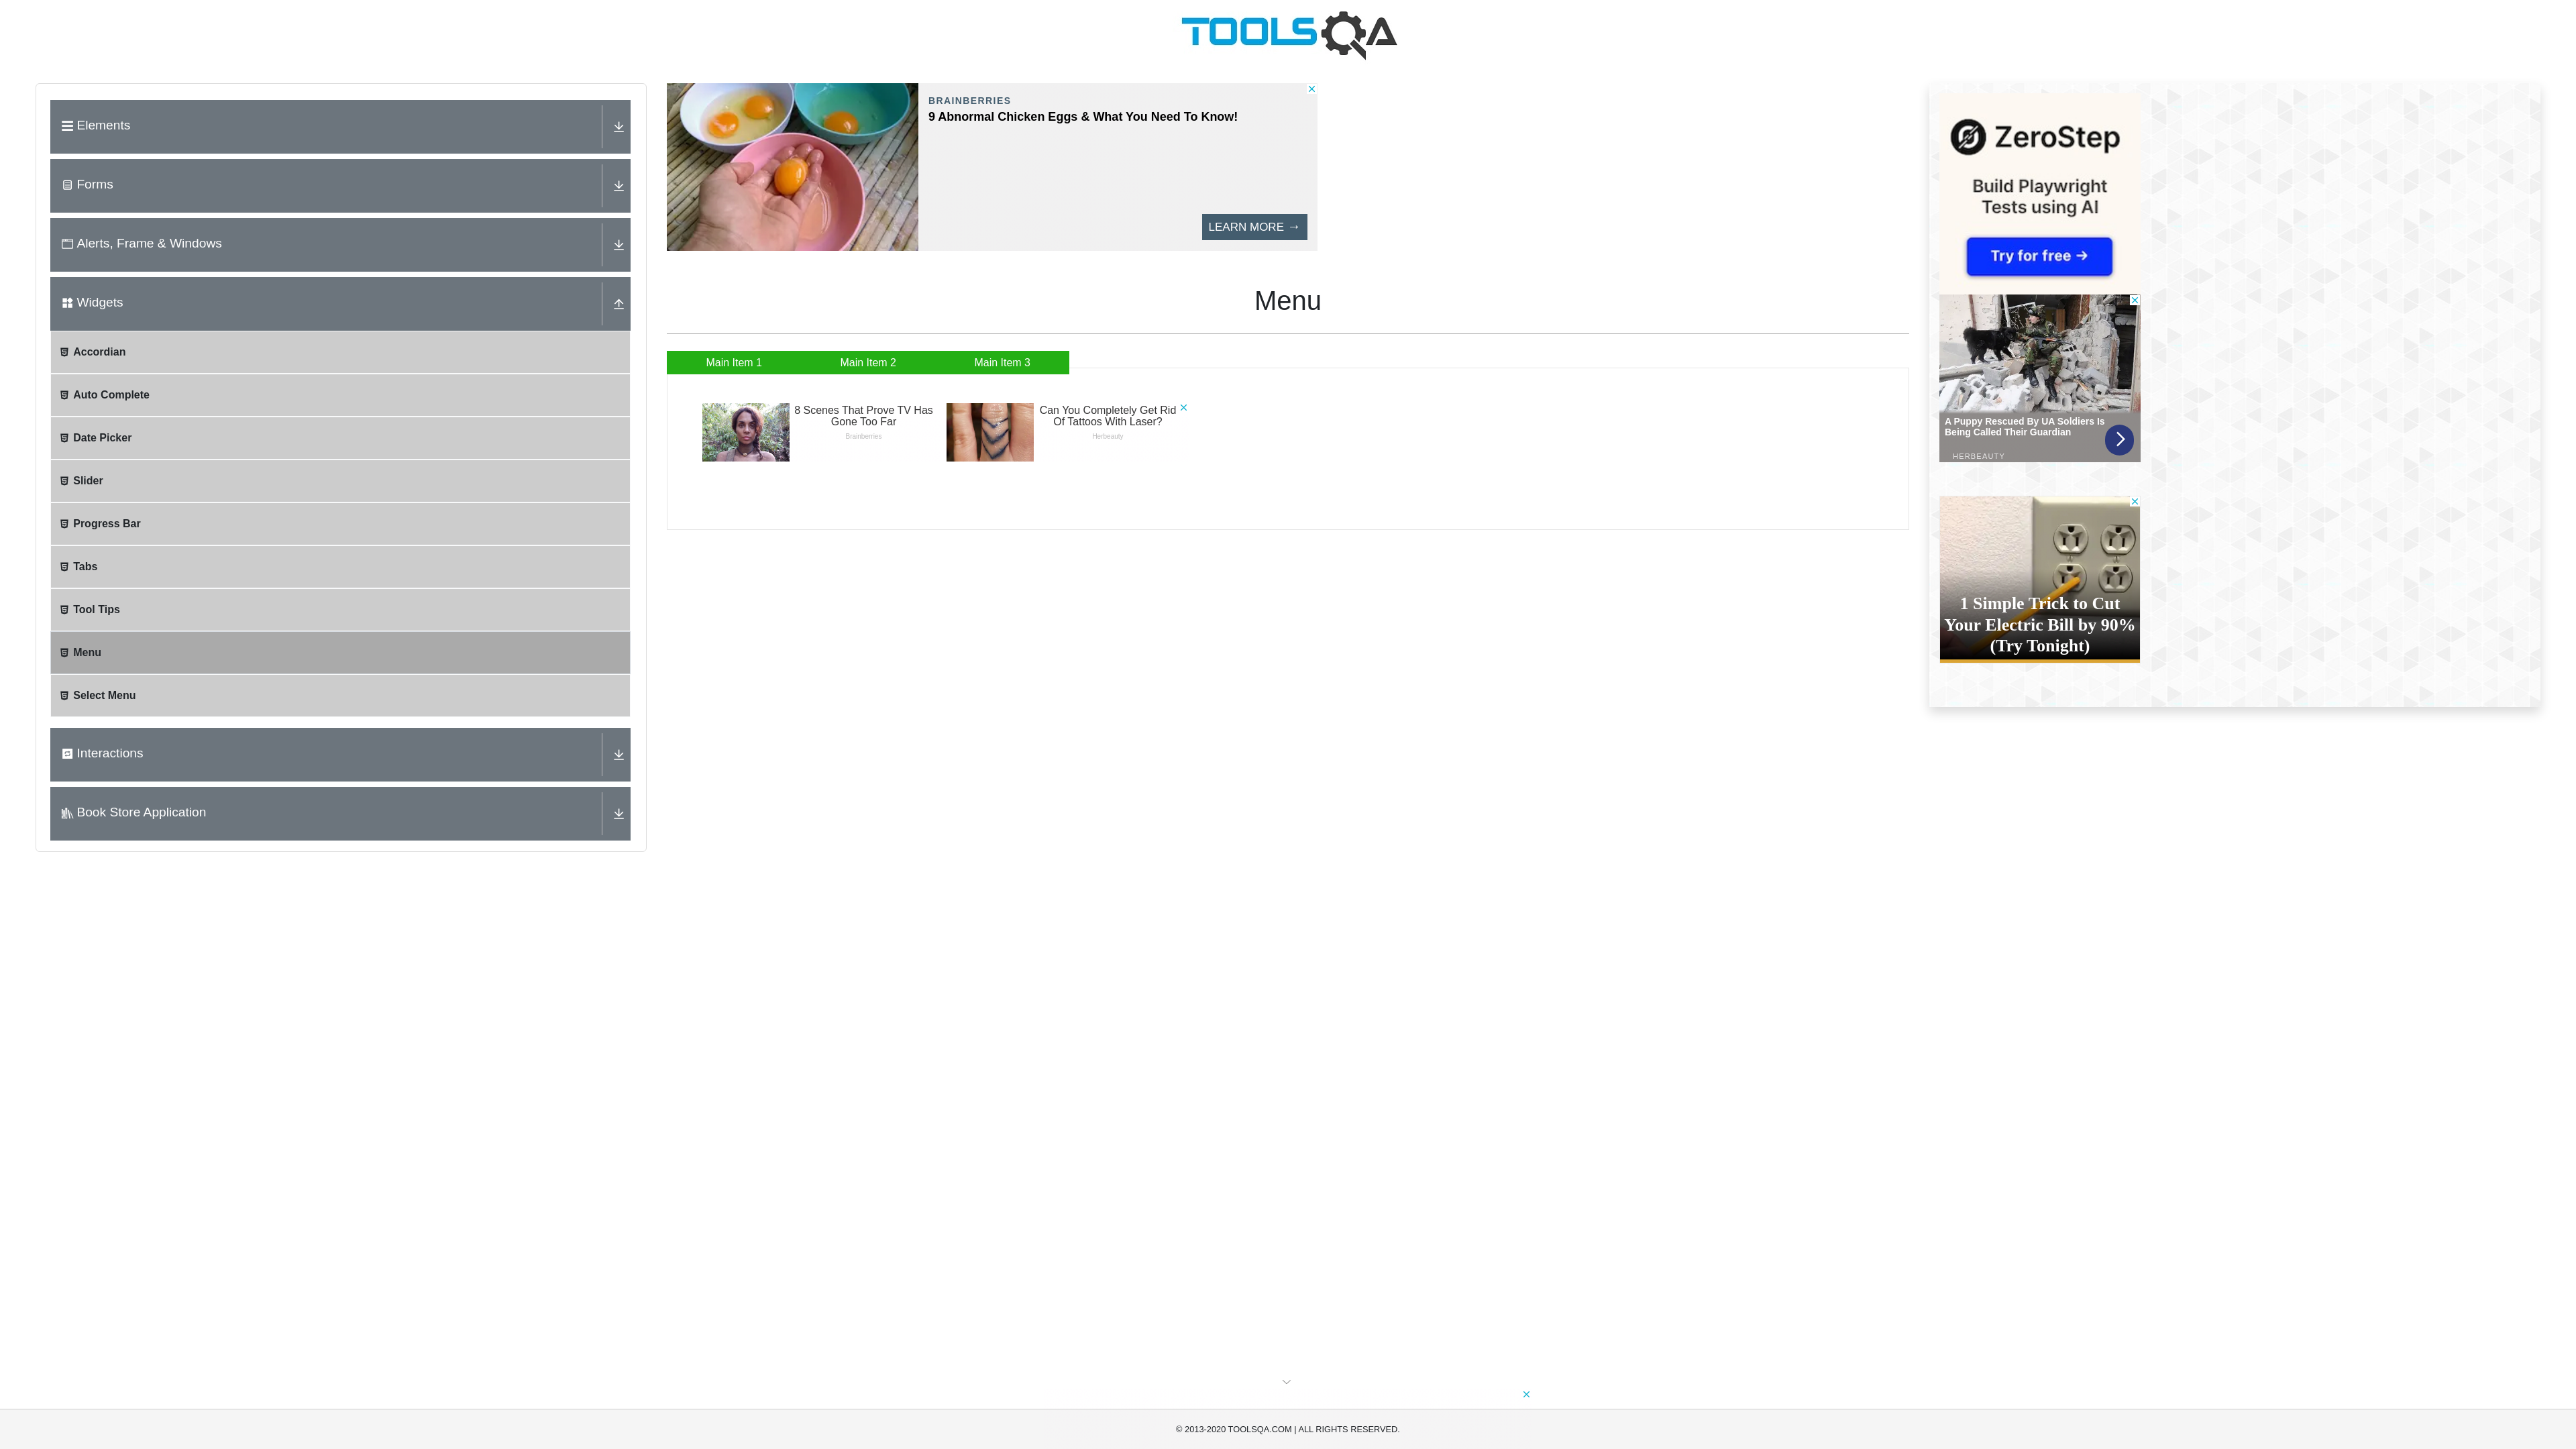 TOOLSQA
Elements
Forms
Alerts, Frame & Windows
Widgets
Accordian
Auto Complete
Date Picker
Slider
Progress Bar
Tabs
Tool Tips
Menu
Select Menu
Interactions
Book Store Application
BRAINBERRIES
9 Abnormal Chicken Eggs & What You Need To Know!
LEARN MORE →
Menu
Main Item 1
Main Item 2
Main Item 3
8 Scenes That Prove TV Has
Gone Too Far
Brainberries
Can You Completely Get Rid
Of Tattoos With Laser?
Herbeauty
ZeroStep
Build Playwright
Tests using AI
Try for free →
A Puppy Rescued By UA Soldiers Is
Being Called Their Guardian
HERBEAUTY
1 Simple Trick to Cut
Your Electric Bill by 90%
(Try Tonight)
© 2013-2020 TOOLSQA.COM | ALL RIGHTS RESERVED.